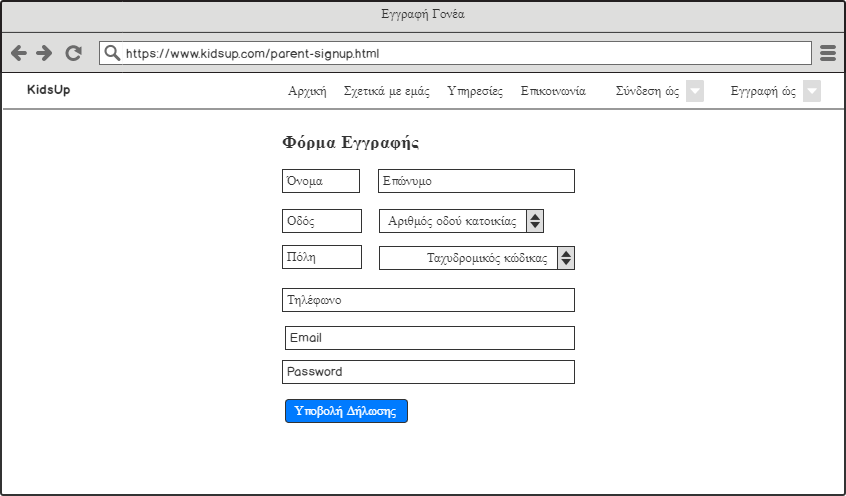 Εγγραφή Γονέα
https://www.kidsup.com/parent-signup.html
KidsUp Αρχική Σχετικά με εμάς Υπηρεσίες Επικοινωνία Σύνδεση ώς Εγγραφή ώς
Φόρμα Εγγραφής
Όνομα Επώνυμο
Οδός Αριθμός οδού κατοικίας
Πόλη Ταχυδρομικός κώδικας
Τηλέφωνο
Email
Password
Υποβολή Δήλωσης